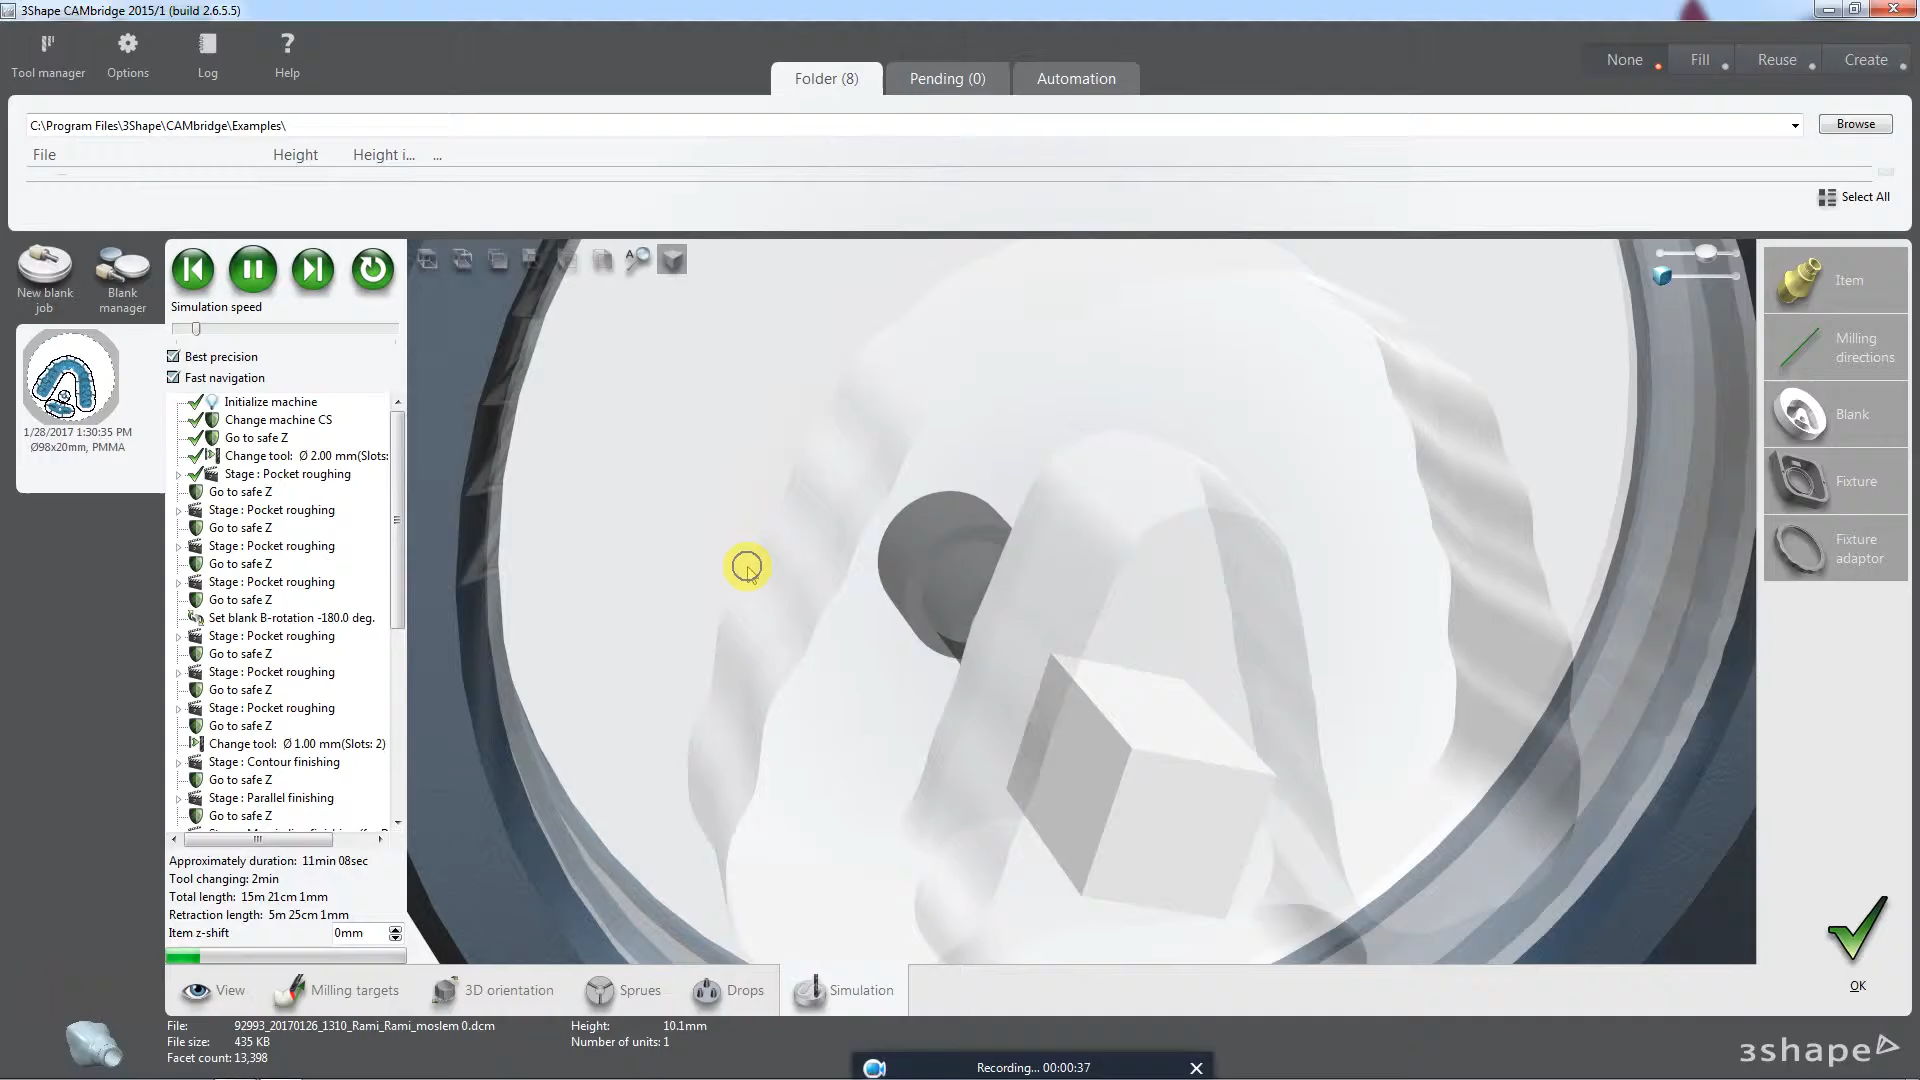 3Shape CAMbridge 2015/1 (build 2.6.5.5)
Tool manager
Options
Log
Help
Folder (8)
Pending (0)
Automation
None
Fill
Reuse
Create
C:\Program Files\3Shape\CAMbridge\Examples\
Browse
File
Height
Height i...
...
Select All
New blank job
Blank manager
1/28/2017 1:30:35 PM
Ø98x20mm, PMMA
Simulation speed
Best precision
Fast navigation
Initialize machine
Change machine CS
Go to safe Z
Change tool: Ø 2.00 mm(Slots:
Stage : Pocket roughing
Go to safe Z
Stage : Pocket roughing
Go to safe Z
Stage : Pocket roughing
Go to safe Z
Stage : Pocket roughing
Go to safe Z
Set blank B-rotation -180.0 deg.
Stage : Pocket roughing
Go to safe Z
Stage : Pocket roughing
Go to safe Z
Stage : Pocket roughing
Go to safe Z
Change tool: Ø 1.00 mm(Slots: 2)
Stage : Contour finishing
Go to safe Z
Stage : Parallel finishing
Go to safe Z
Approximately duration: 11min 08sec
Tool changing: 2min
Total length: 15m 21cm 1mm
Retraction length: 5m 25cm 1mm
Item z-shift 0mm
Item
Milling directions
Blank
Fixture
Fixture adaptor
OK
View
Milling targets
3D orientation
Sprues
Drops
Simulation
File: 92993_20170126_1310_Rami_Rami_moslem 0.dcm
File size: 435 KB
Facet count: 13,398
Height: 10.1mm
Number of units: 1
Recording... 00:00:37
3shape